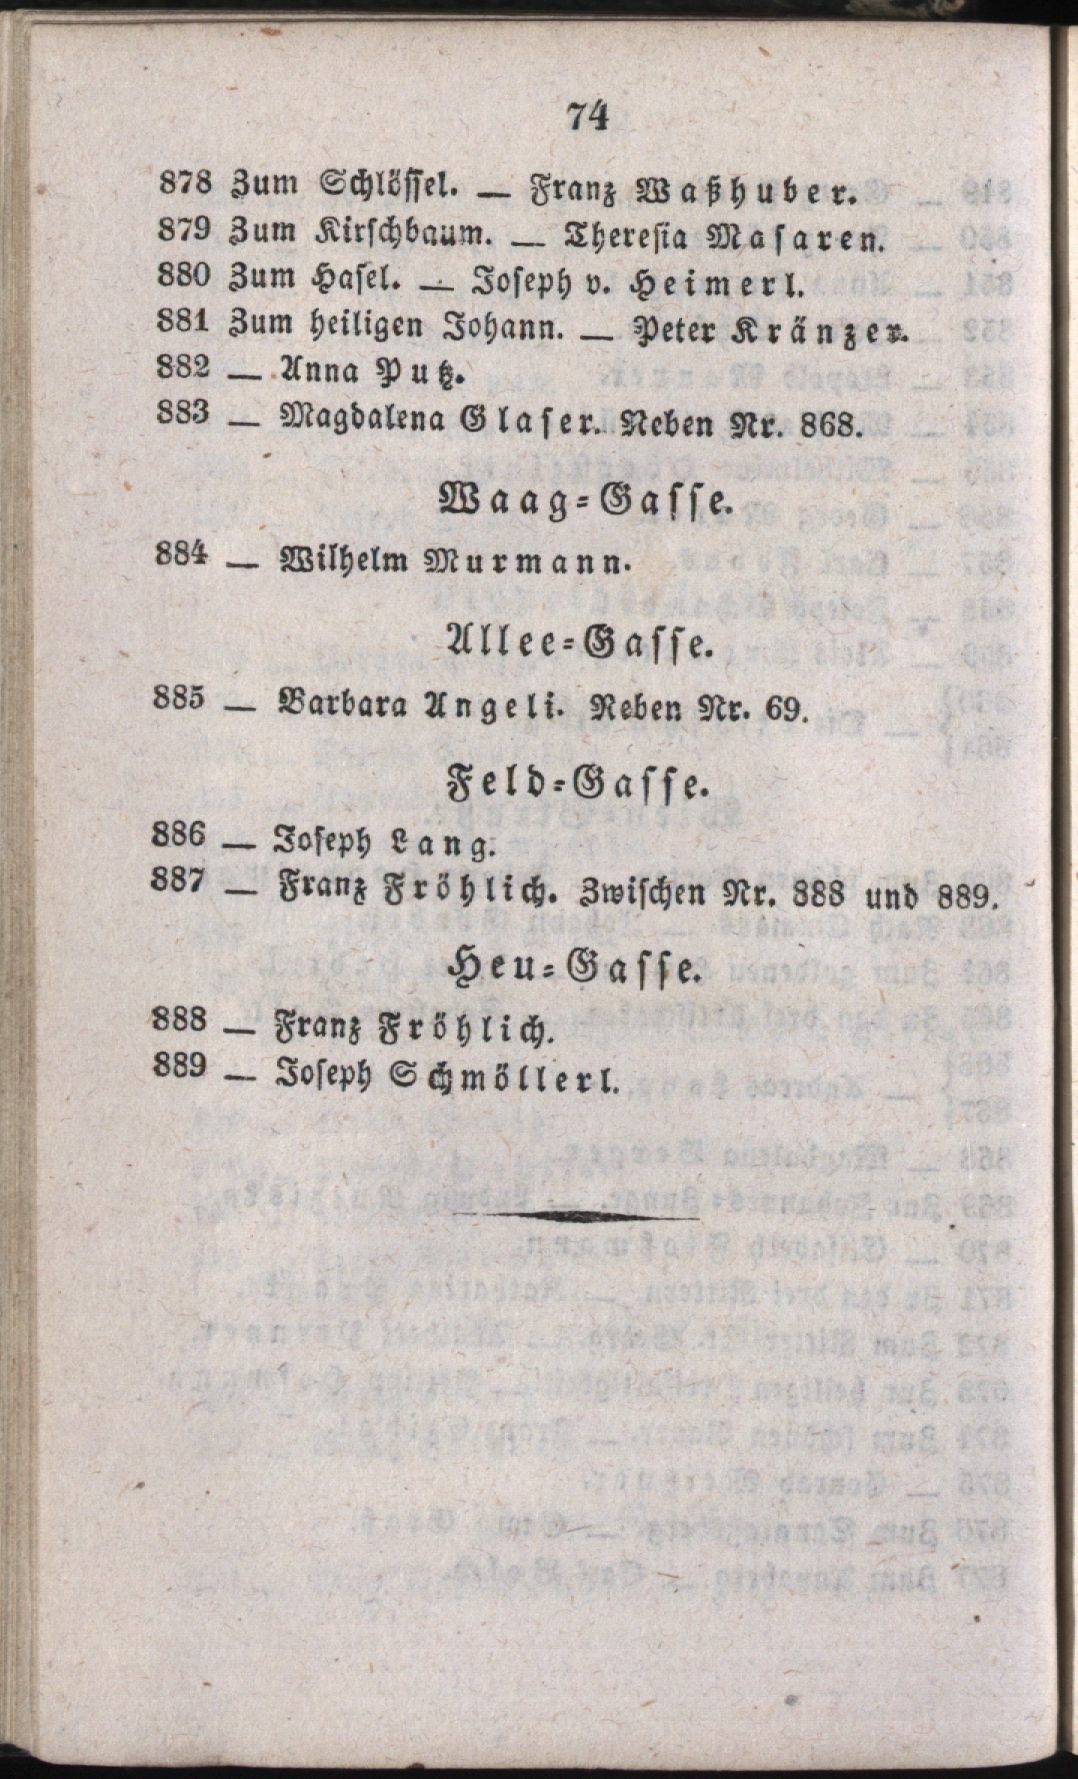 74
878 Zum Schlössel. — Franz Waßhuber.
879 Zum Kirschbaum. — Theresia Masaren.
880 Zum Hasel. — Joseph v. Heimerl.
881 Zum heiligen Johann. — Peter Kränzer.
882 — Anna Putz.
883 — Magdalena Glaser. Neben Nr. 868.
Waag-Gasse.
884 — Wilhelm Murmann.
Allee-Gasse.
885 — Barbara Angeli. Neben Nr. 69.
Feld-Gasse.
886 — Joseph Lang.
887 — Franz Fröhlich. Zwischen Nr. 888 und 889.
Heu-Gasse.
888 — Franz Fröhlich.
889 — Joseph Schmöllerl.